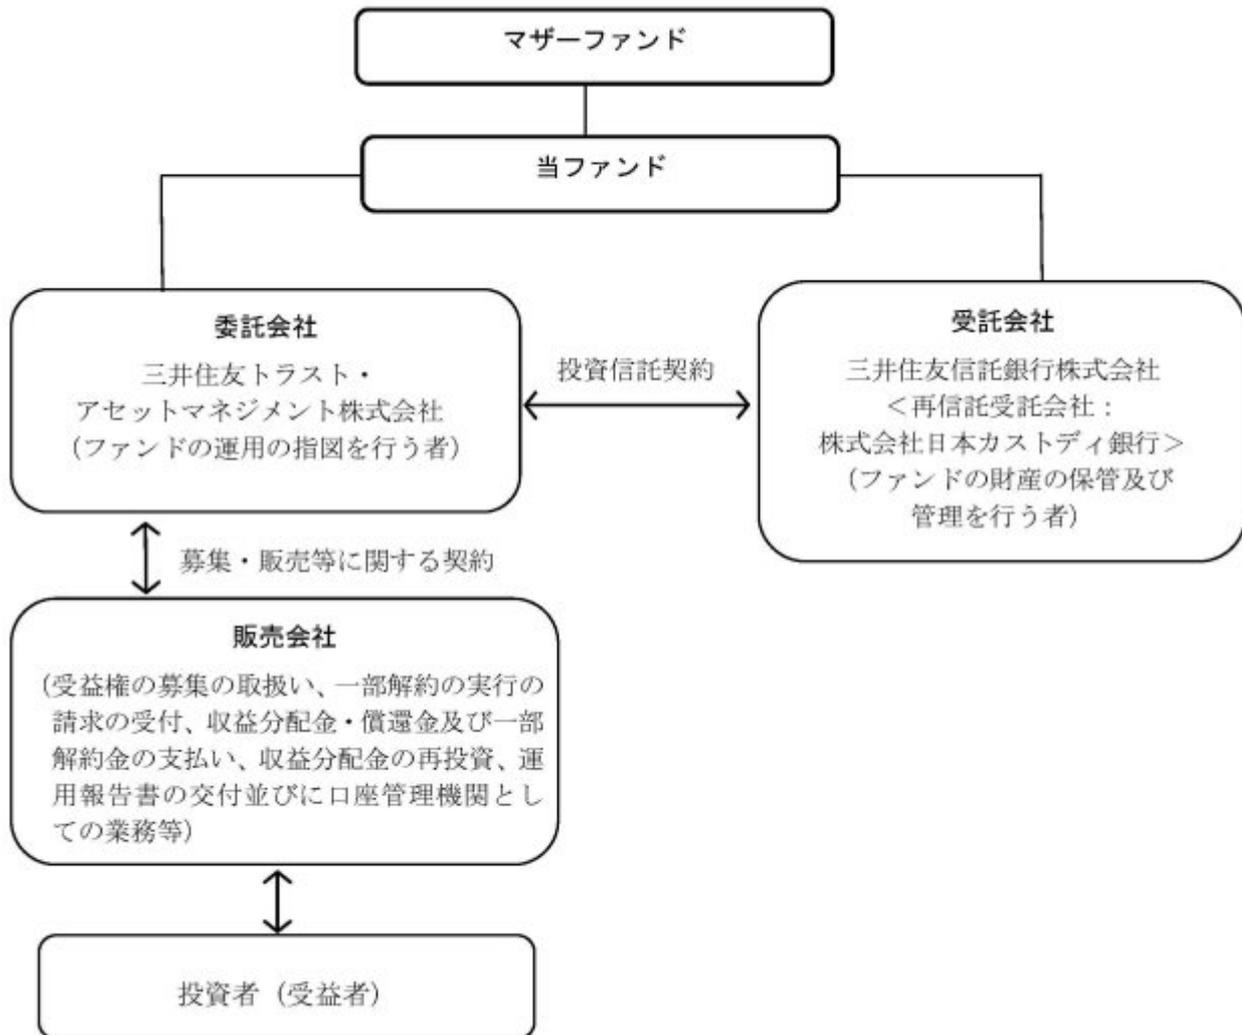 マザーファンド
当ファンド
委託会社
三井住友トラスト・
アセットマネジメント株式会社
（ファンドの運用の指図を行う者）
投資信託契約
受託会社
三井住友信託銀行株式会社
＜再信託受託会社：
株式会社日本カストディ銀行＞
（ファンドの財産の保管及び
管理を行う者）
募集・販売等に関する契約
販売会社
（受益権の募集の取扱い、一部解約の実行の
請求の受付、収益分配金・償還金及び一部
解約金の支払い、収益分配金の再投資、運
用報告書の交付並びに口座管理機関とし
ての業務等）
投資者（受益者）